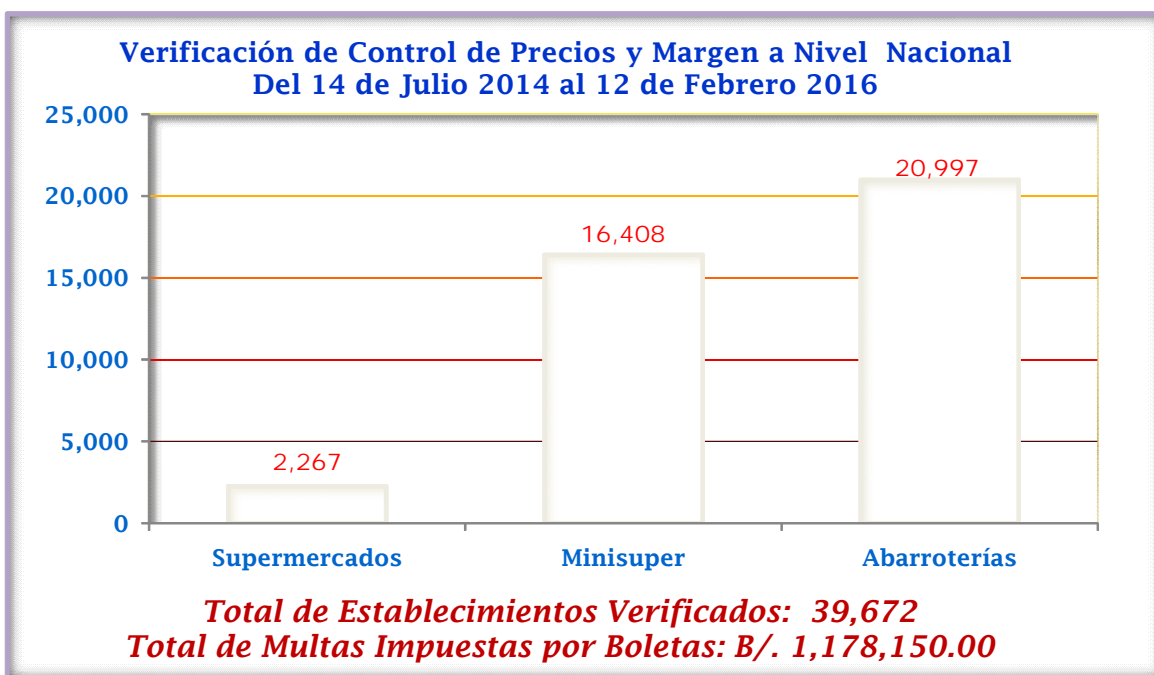 Verificación de Control de Precios y Margen a Nivel Nacional
Del 14 de Julio 2014 al 12 de Febrero 2016
25,000
20,000
15,000
10,000
5,000
0
2,267
16,408
20,997
Supermercados
Minisuper
Abarroterías
Total de Establecimientos Verificados: 39,672
Total de Multas Impuestas por Boletas: B/. 1,178,150.00